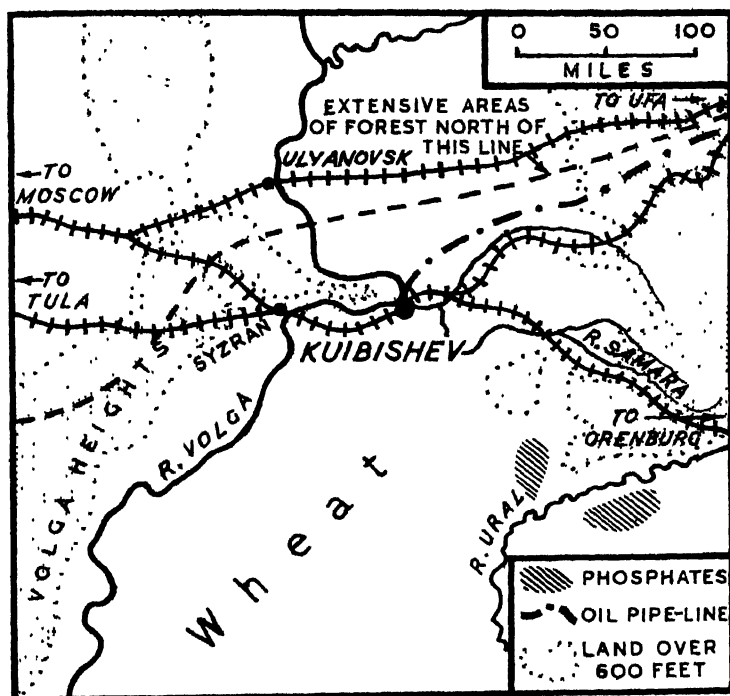 0 50 100
MILES
TO UFA
EXTENSIVE AREAS
OF FOREST NORTH OF
THIS LINE
ULYANOVSK
TO
MOSCOW
TO
TULA
SYZRAN
KUIBISHEV
R. SAMARA
TO
ORENBURG
VOLGA HEIGHTS
R. VOLGA
Wheat
R. URAL
PHOSPHATES
OIL PIPE-LINE
LAND OVER
600 FEET